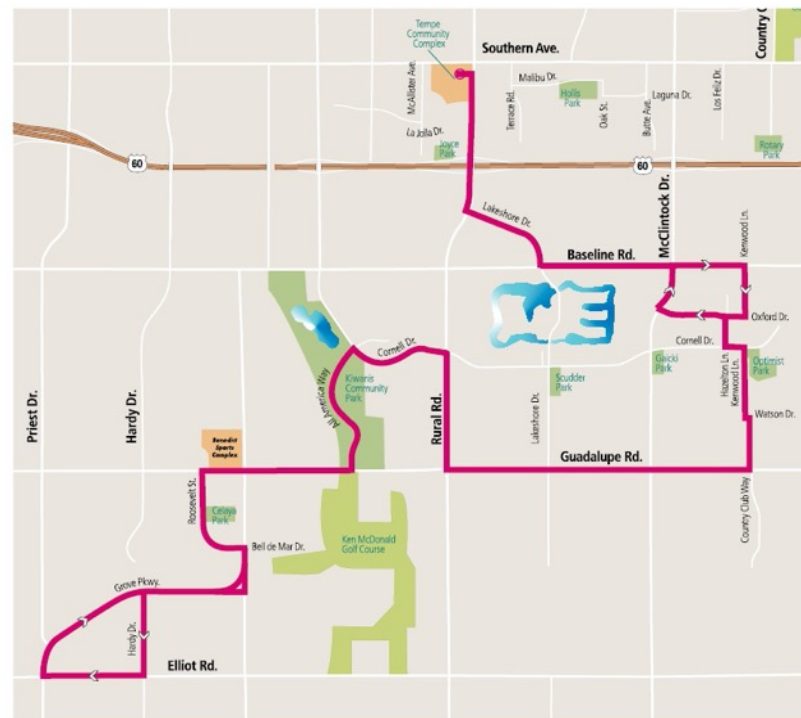 Tempe
Community
Complex
Southern Ave.
Country C
McAllister Ave.
Malibu Dr.
Hollis
Park
Terrace Rd.
Oak St.
Butte Ave.
Laguna Dr.
Los Feliz Dr.
La Jolla Dr.
Joyce
Park
Rotary
Park
60
60
McClintock Dr.
Lakeshore Dr.
Baseline Rd.
Kenwood Ln.
Oxford Dr.
Cornell Dr.
Cornell Dr.
Gaicki
Park
Hazelton Ln.
Kenwood Ln.
Optimist
Park
Kiwanis
Community
Park
All America Way
Scudder
Park
Priest Dr.
Hardy Dr.
Rural Rd.
Lakeshore Dr.
Watson Dr.
Benedict
Sports
Complex
Guadalupe Rd.
Roosevelt St.
Celaya
Park
Country Club Way
Bell de Mar Dr.
Ken McDonald
Golf Course
Grove Pkwy.
Hardy Dr.
Elliot Rd.